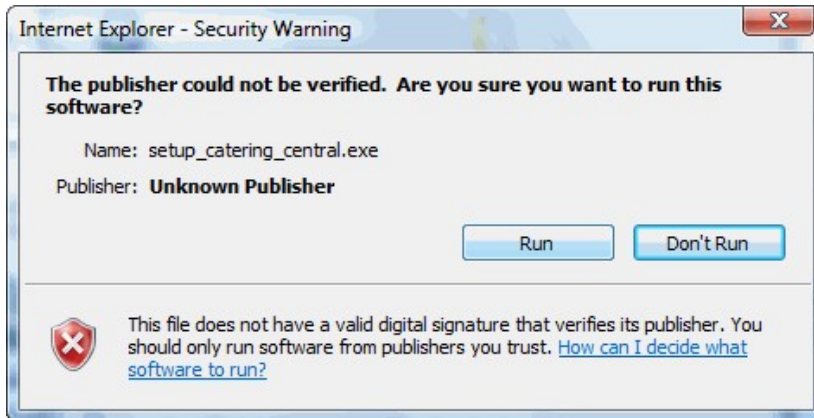 Internet Explorer - Security Warning
The publisher could not be verified.  Are you sure you want to run this
software?
Name: setup_catering_central.exe
Publisher: Unknown Publisher
Run Don't Run
This file does not have a valid digital signature that verifies its publisher. You
should only run software from publishers you trust. How can I decide what
software to run?